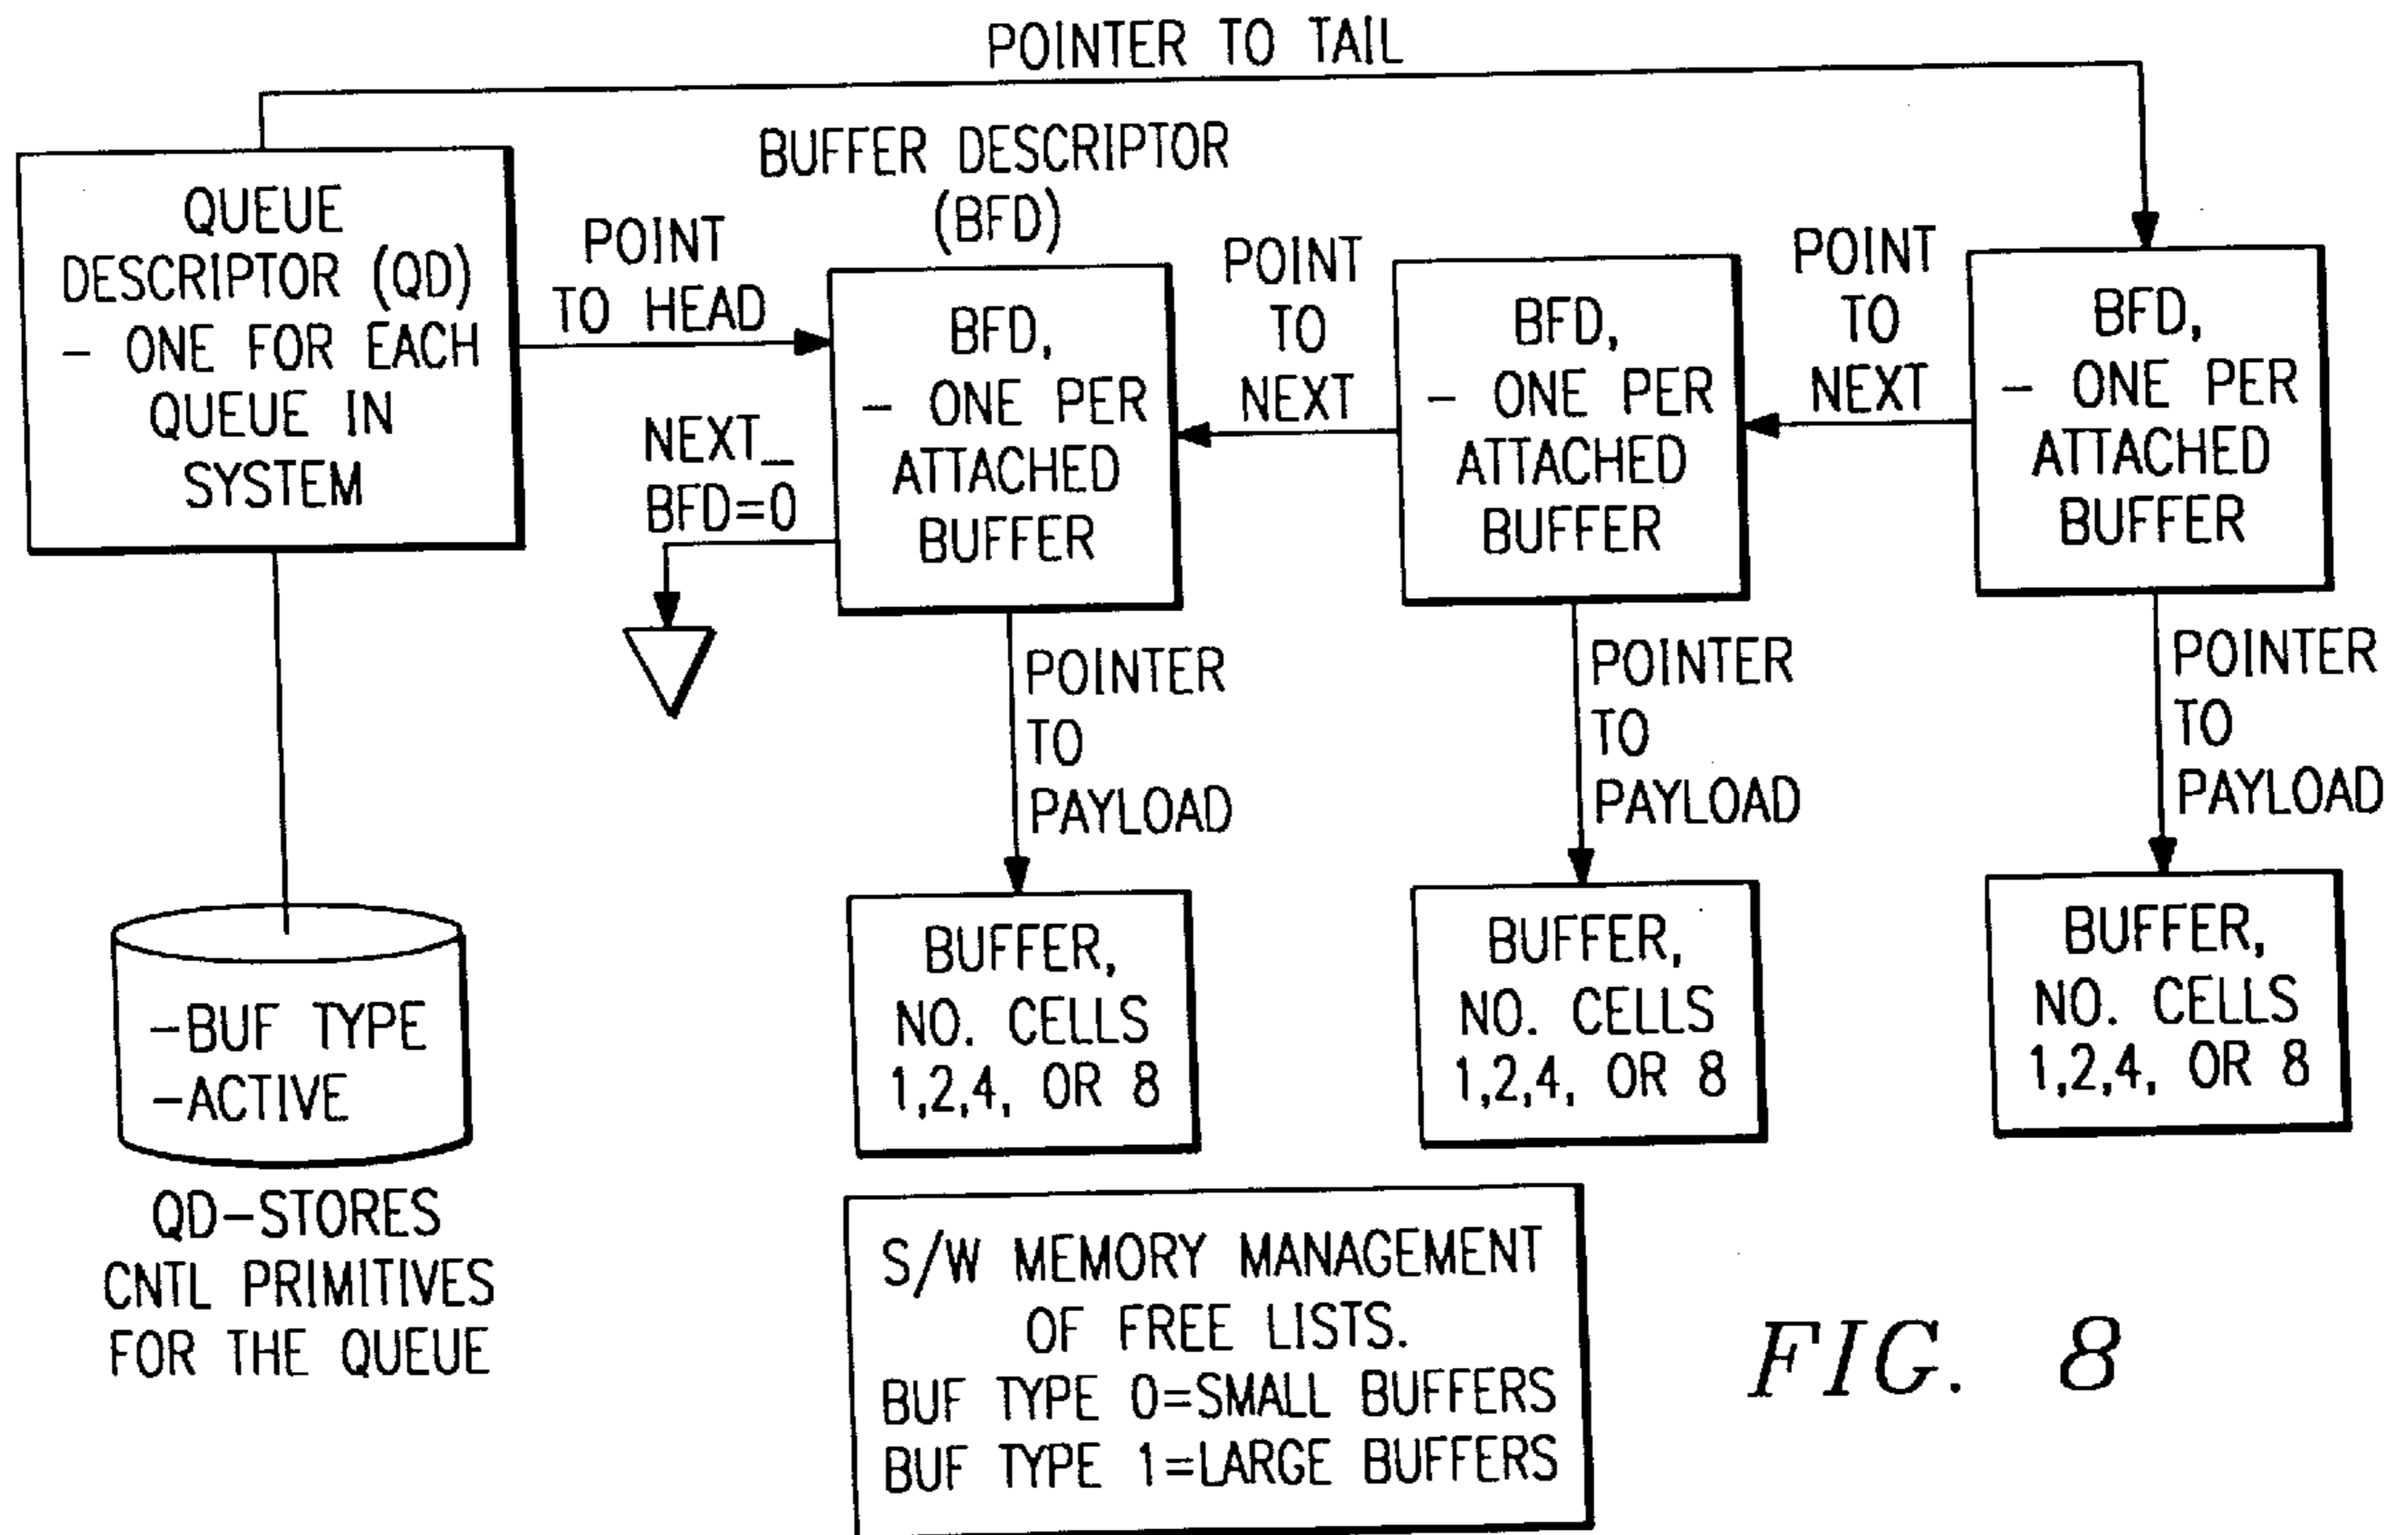 POINTER TO TAIL
QUEUE
DESCRIPTOR (QD)
- ONE FOR EACH
QUEUE IN
SYSTEM
POINT
TO HEAD
BUFFER DESCRIPTOR
(BFD)
BFD,
- ONE PER
ATTACHED
BUFFER
POINT
TO
NEXT
BFD,
- ONE PER
ATTACHED
BUFFER
POINT
TO
NEXT
BFD,
- ONE PER
ATTACHED
BUFFER
NEXT_
BFD=0
POINTER
TO
PAYLOAD
POINTER
TO
PAYLOAD
POINTER
TO
PAYLOAD
-BUF TYPE
-ACTIVE
QD-STORES
CNTL PRIMITIVES
FOR THE QUEUE
BUFFER,
NO. CELLS
1,2,4, OR 8
BUFFER,
NO. CELLS
1,2,4, OR 8
BUFFER,
NO. CELLS
1,2,4, OR 8
S/W MEMORY MANAGEMENT
OF FREE LISTS.
BUF TYPE 0=SMALL BUFFERS
BUF TYPE 1=LARGE BUFFERS
FIG. 8